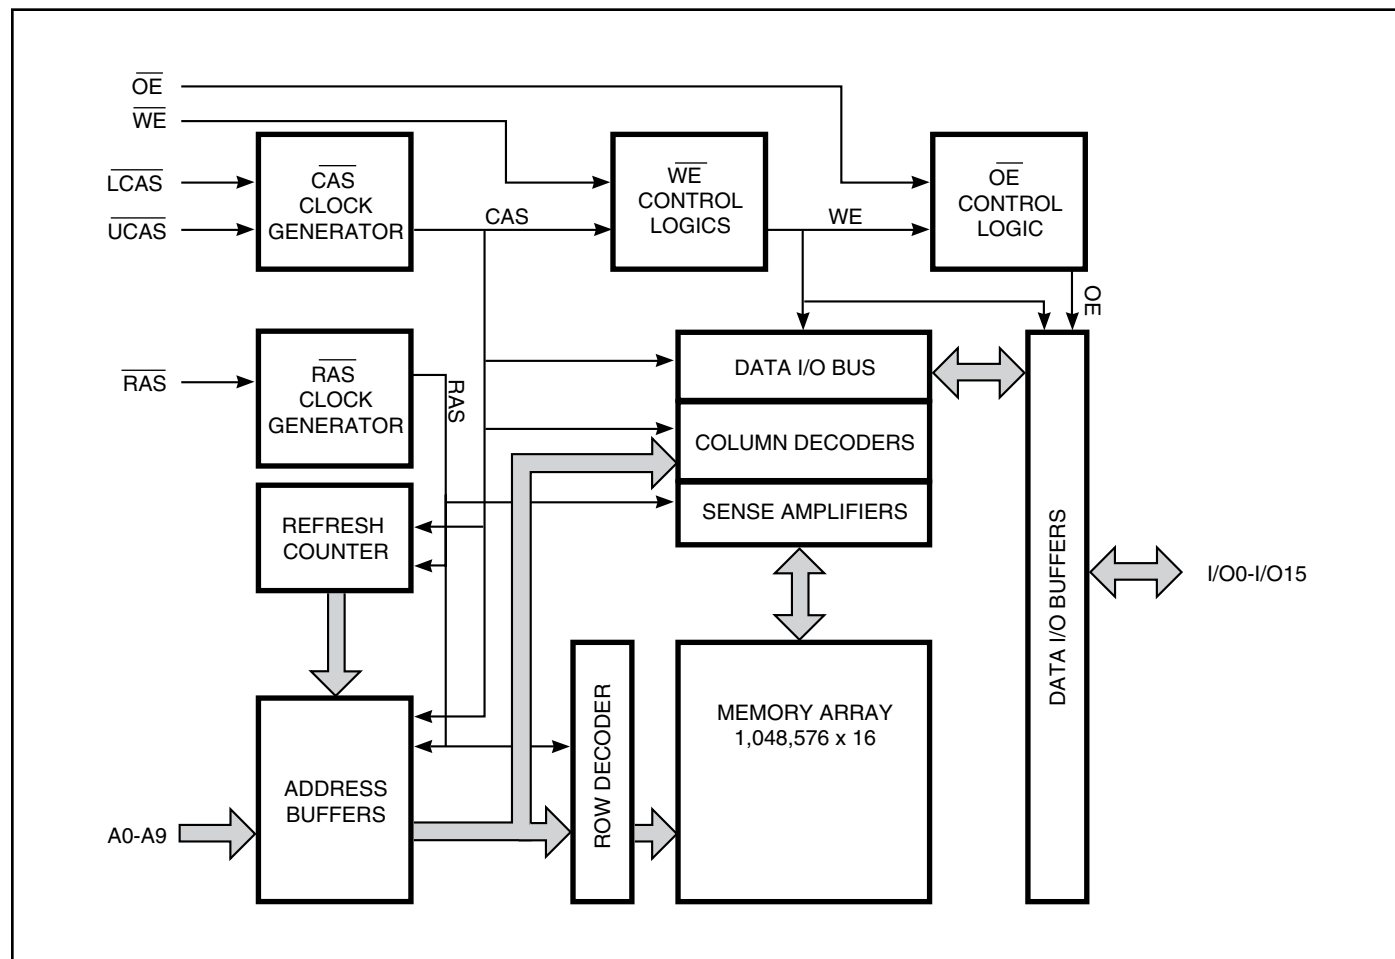 OE
WE
LCAS
UCAS
CAS
CLOCK
GENERATOR
CAS
WE
CONTROL
LOGICS
WE
OE
CONTROL
LOGIC
OE
RAS
RAS
CLOCK
GENERATOR
RAS
DATA I/O BUS
COLUMN DECODERS
SENSE AMPLIFIERS
REFRESH
COUNTER
DATA I/O BUFFERS
I/O0-I/O15
ROW DECODER
MEMORY ARRAY
1,048,576 x 16
ADDRESS
BUFFERS
A0-A9